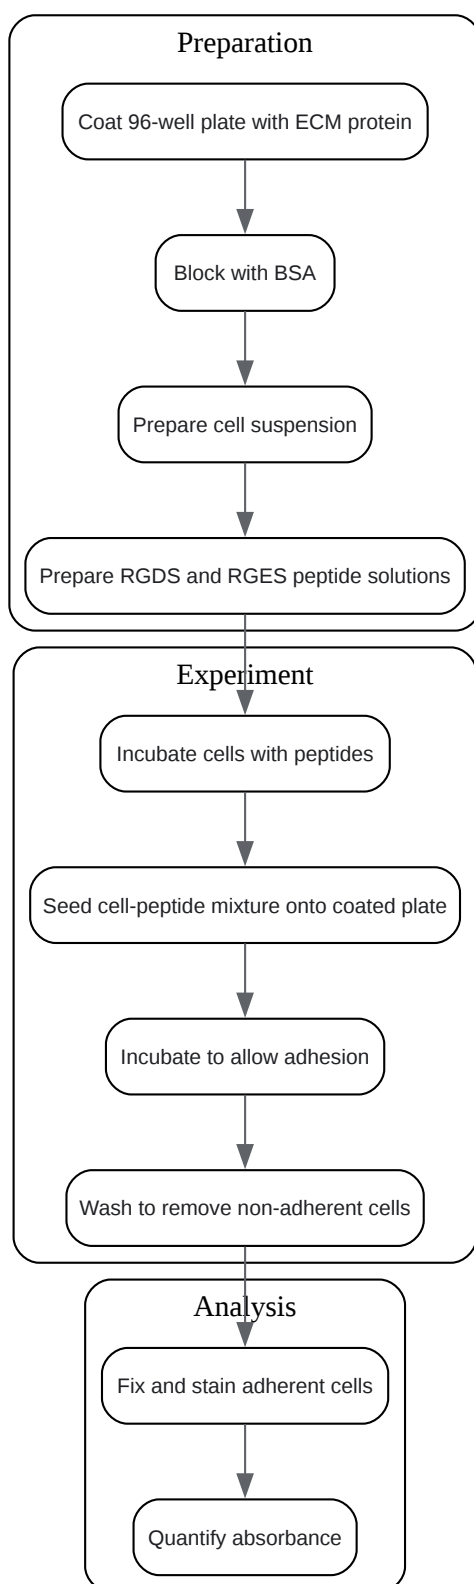 Preparation
Coat 96-well plate with ECM protein
Block with BSA
Prepare cell suspension
Prepare RGDS and RGES peptide solutions
Experiment
Incubate cells with peptides
Seed cell-peptide mixture onto coated plate
Incubate to allow adhesion
Wash to remove non-adherent cells
Analysis
Fix and stain adherent cells
Quantify absorbance